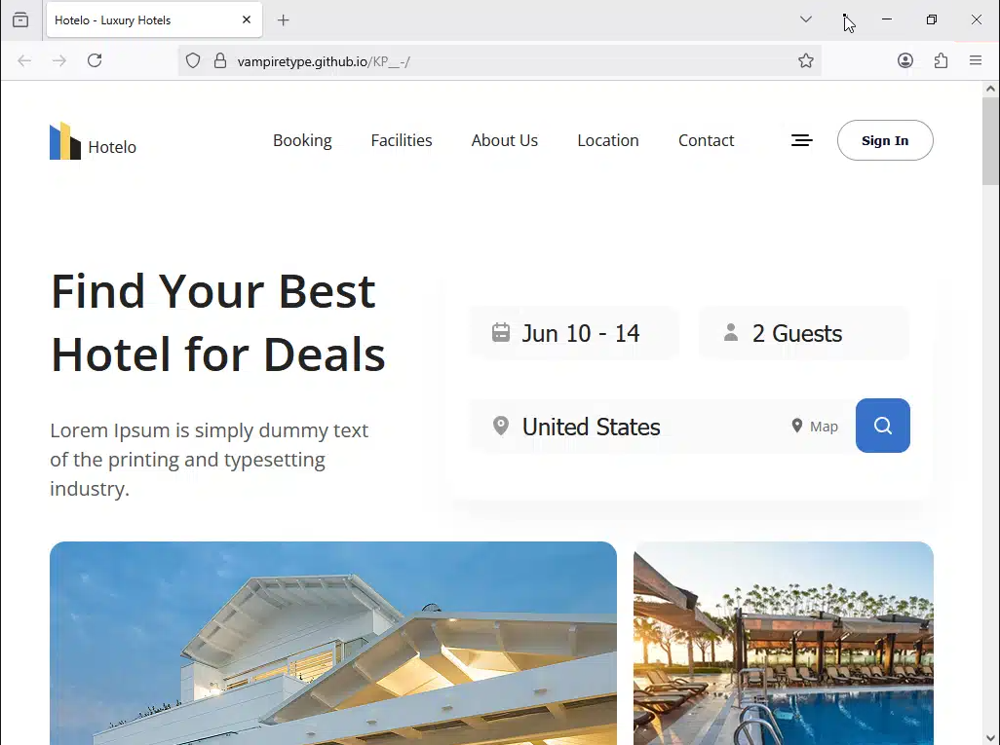 Hotelo - Luxury Hotels
vampiretype.github.io/KP__-/
Hotelo
Booking
Facilities
About Us
Location
Contact
Sign In
Find Your Best
Hotel for Deals
Lorem Ipsum is simply dummy text
of the printing and typesetting
industry.
Jun 10 - 14
2 Guests
United States
Map